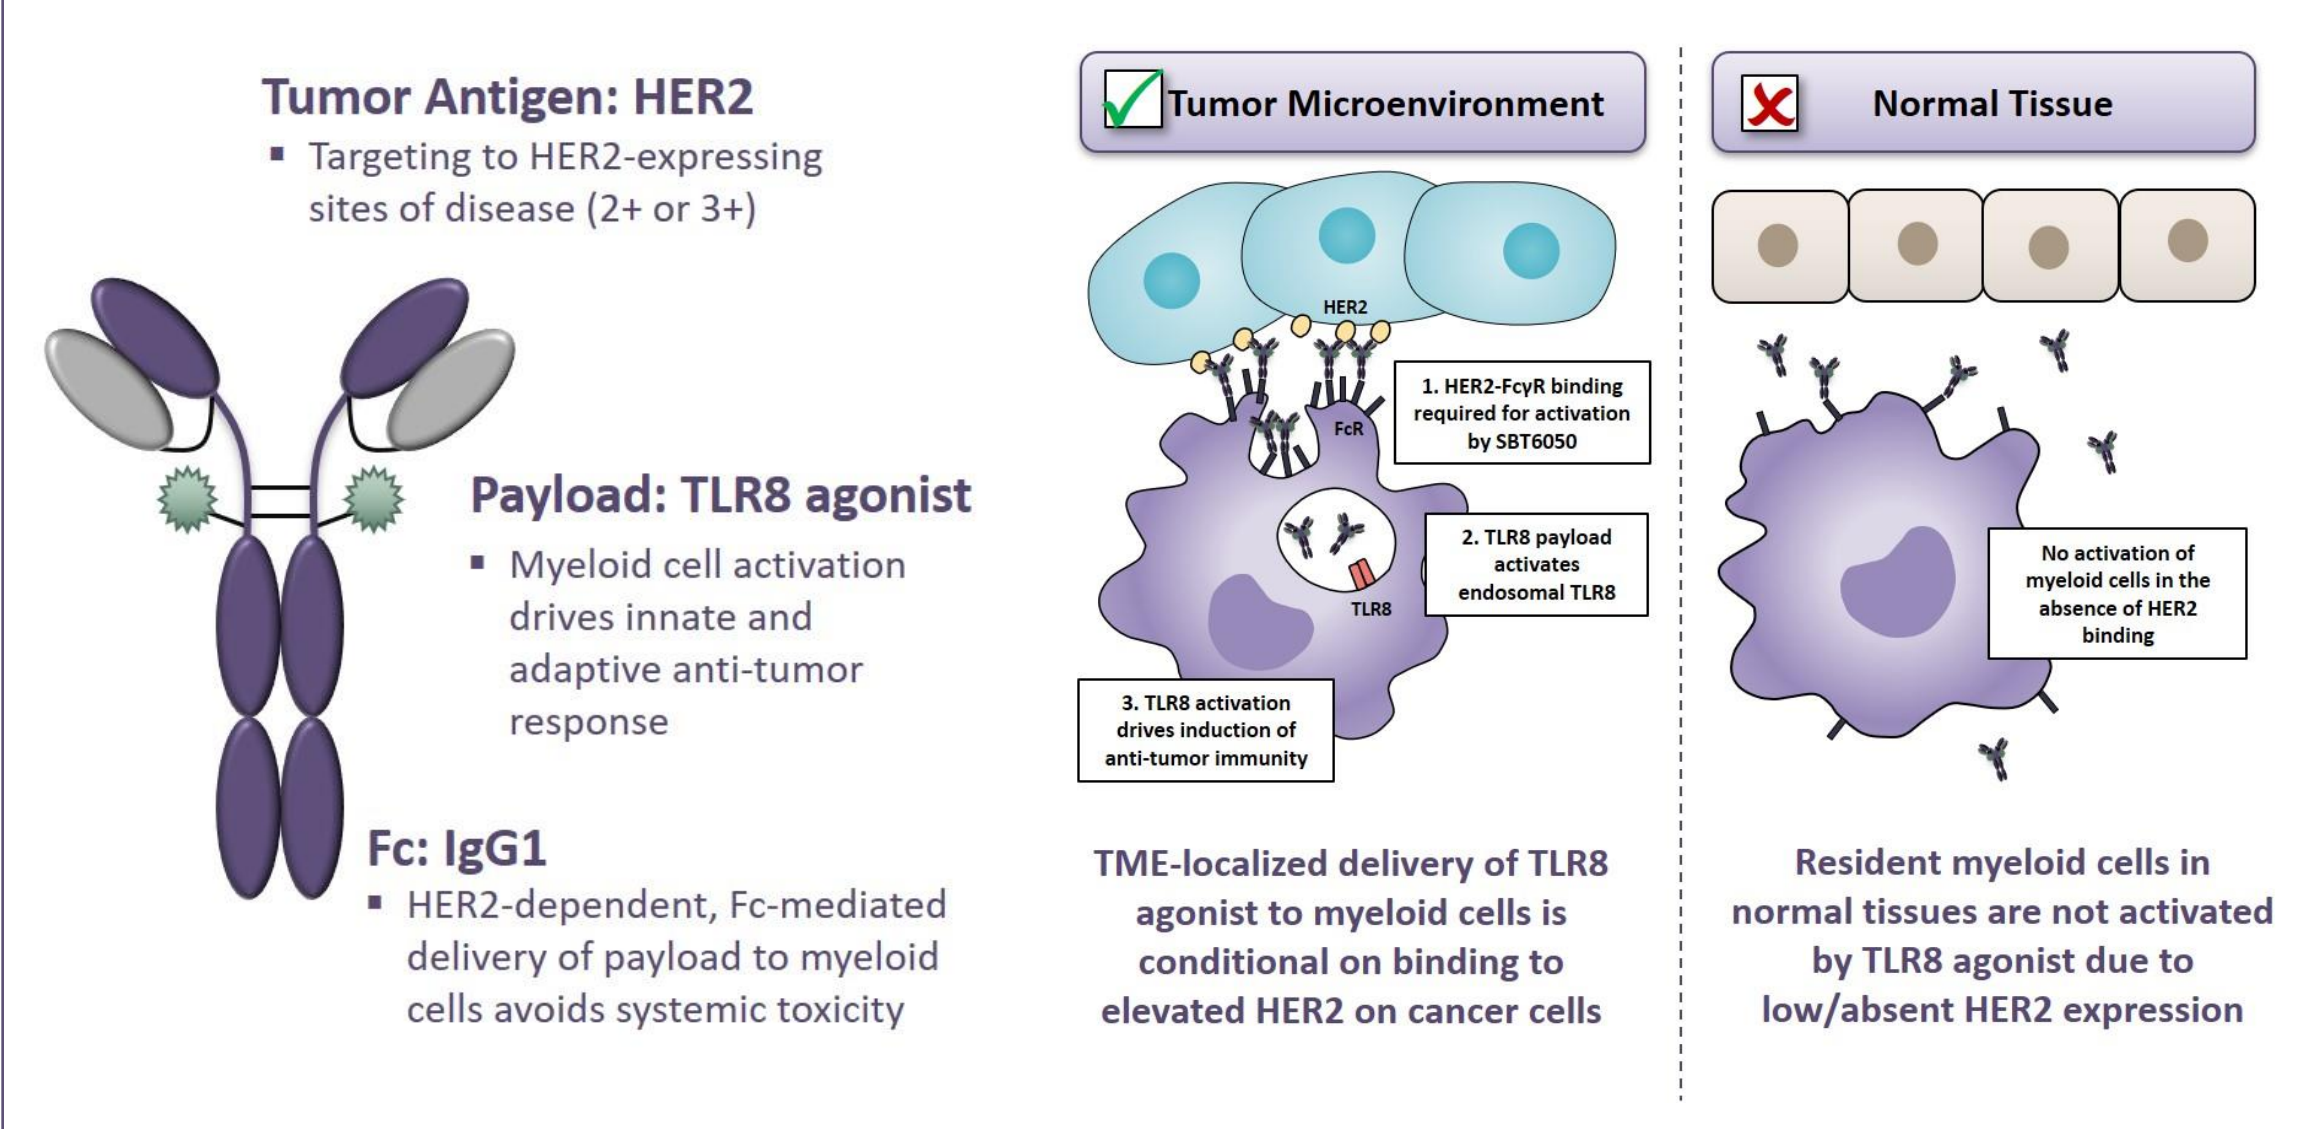 Tumor Antigen: HER2
▪ Targeting to HER2-expressing
sites of disease (2+ or 3+)
Payload: TLR8 agonist
▪ Myeloid cell activation
drives innate and
adaptive anti-tumor
response
Fc: IgG1
▪ HER2-dependent, Fc-mediated
delivery of payload to myeloid
cells avoids systemic toxicity
Tumor Microenvironment
HER2
1. HER2-FcγR binding
required for activation
by SBT6050
FcR
2. TLR8 payload
activates
endosomal TLR8
TLR8
3. TLR8 activation
drives induction of
anti-tumor immunity
TME-localized delivery of TLR8
agonist to myeloid cells is
conditional on binding to
elevated HER2 on cancer cells
Normal Tissue
No activation of
myeloid cells in the
absence of HER2
binding
Resident myeloid cells in
normal tissues are not activated
by TLR8 agonist due to
low/absent HER2 expression